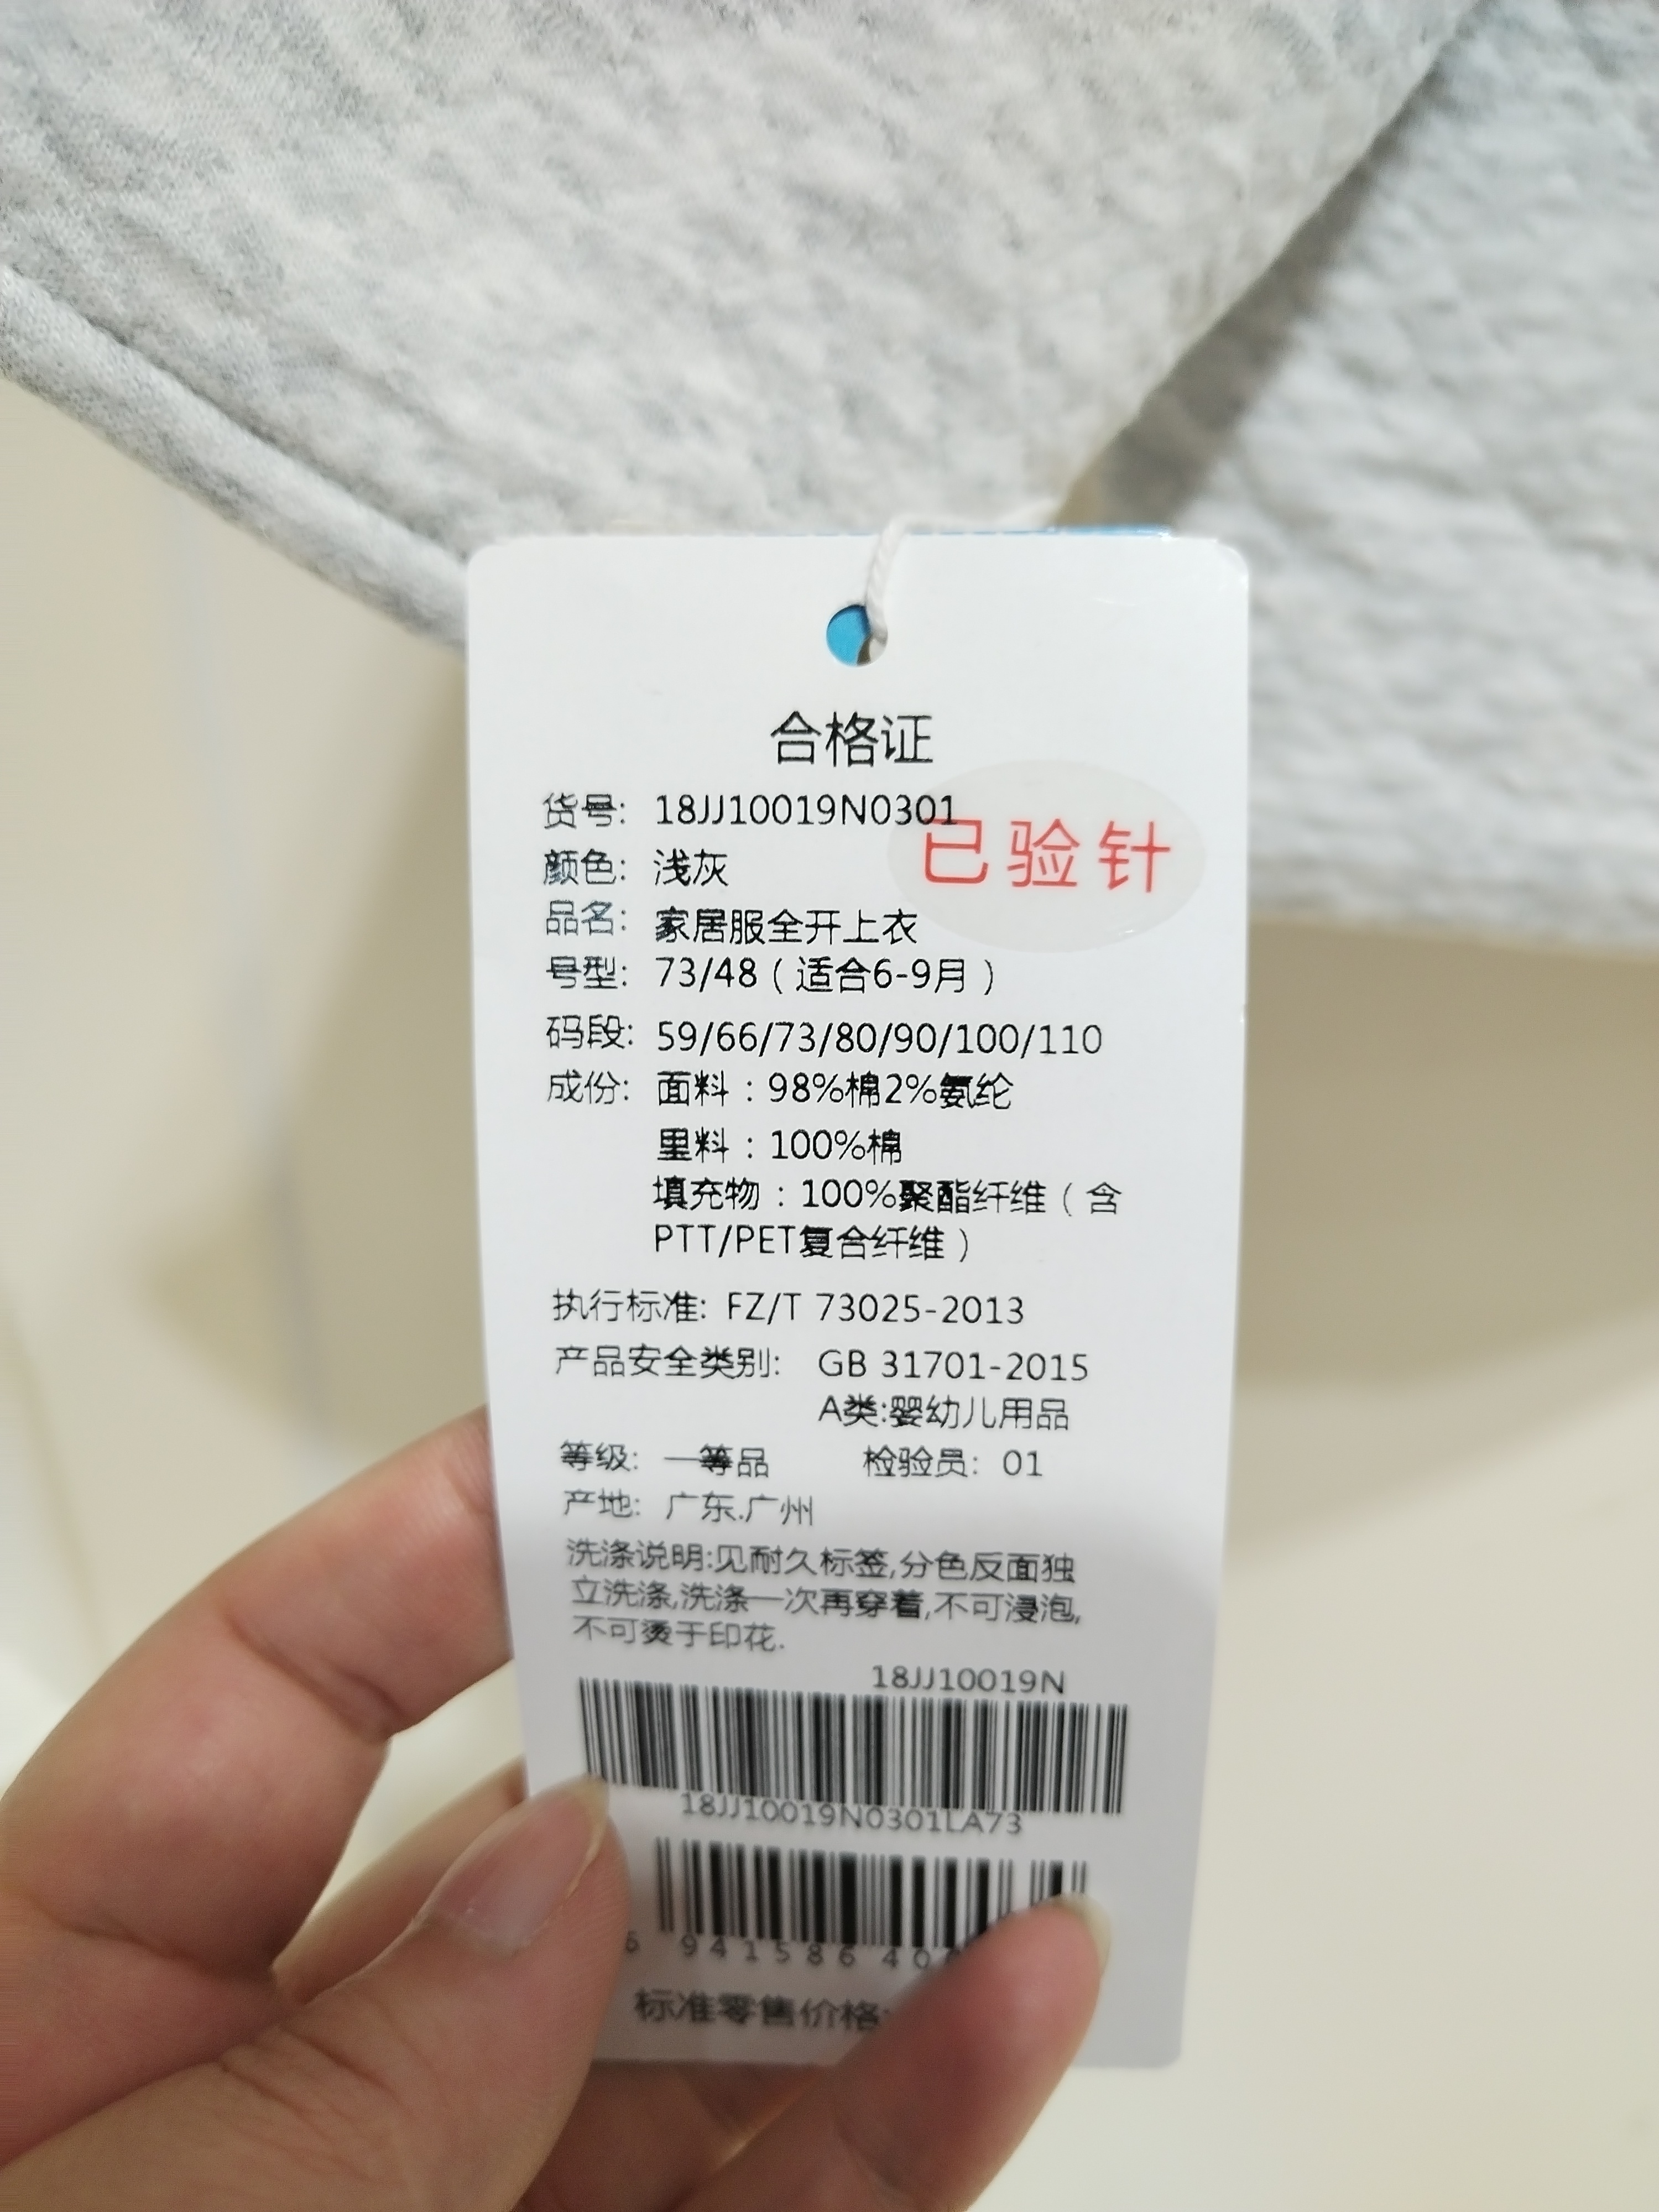 合格证
货号: 18JJ10019N0301
已验针
颜色: 浅灰
品名: 家居服全开上衣
号型: 73/48（适合6-9月）
码段: 59/66/73/80/90/100/110
成份: 面料：98%棉2%氨纶
里料：100%棉
填充物：100%聚酯纤维（含
PTT/PET复合纤维）
执行标准: FZ/T 73025-2013
产品安全类别: GB 31701-2015
A类:婴幼儿用品
等级: 一等品 检验员: 01
产地: 广东.广州
洗涤说明:见耐久标签,分色反面独
立洗涤,洗涤一次再穿着,不可浸泡,
不可烫于印花.
18JJ10019N
18JJ10019N0301LA73
6 941586 40
标准零售价格: